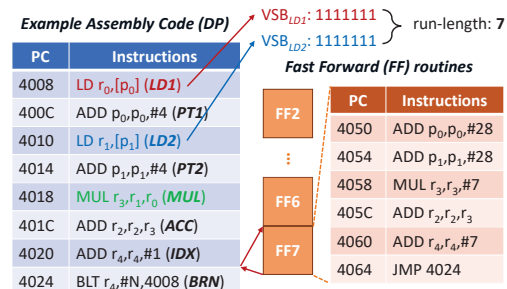 Example Assembly Code (DP)
PC Instructions
4008 LD r0,[p0] (LD1)
400C ADD p0,p0,#4 (PT1)
4010 LD r1,[p1] (LD2)
4014 ADD p1,p1,#4 (PT2)
4018 MUL r3,r1,r0 (MUL)
401C ADD r2,r2,r3 (ACC)
4020 ADD r4,r4,#1 (IDX)
4024 BLT r4,#N,4008 (BRN)
VSBLD1: 1111111
VSBLD2: 1111111
run-length: 7
Fast Forward (FF) routines
FF2
...
FF6
FF7
PC Instructions
4050 ADD p0,p0,#28
4054 ADD p1,p1,#28
4058 MUL r3,r3,#7
405C ADD r2,r2,r3
4060 ADD r4,r4,#7
4064 JMP 4024